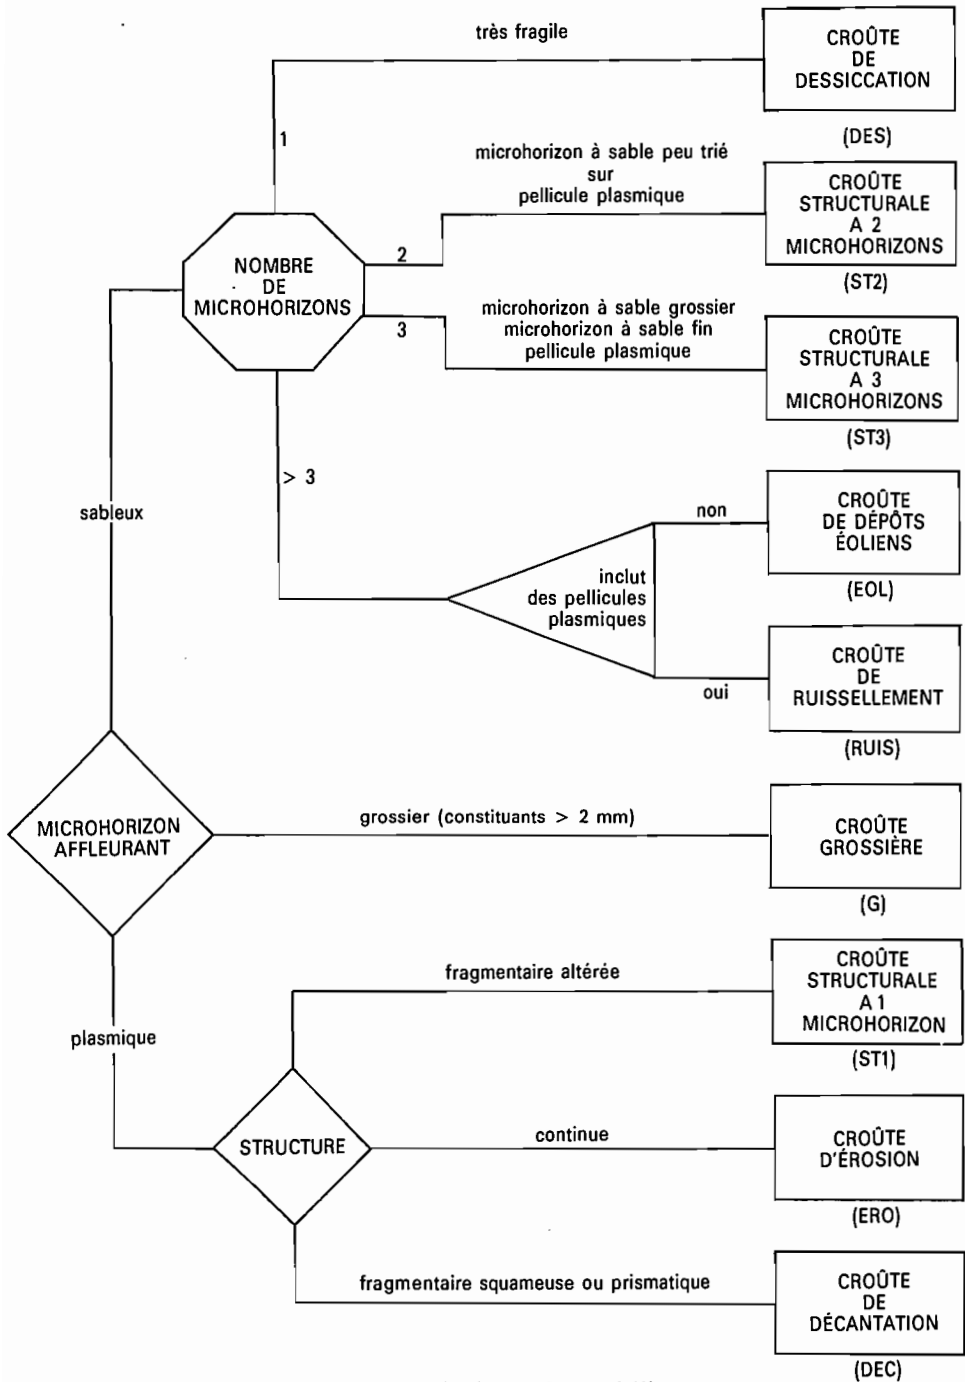 très fragile
CROÛTE
DE
DESSICCATION
(DES)
1
microhorizon à sable peu trié
sur
pellicule plasmique
CROÛTE
STRUCTURALE
A 2
MICROHORIZONS
(ST2)
NOMBRE
DE
MICROHORIZONS
2
3
microhorizon à sable grossier
microhorizon à sable fin
pellicule plasmique
CROÛTE
STRUCTURALE
A 3
MICROHORIZONS
(ST3)
> 3
sableux
non
CROÛTE
DE DÉPÔTS
ÉOLIENS
(EOL)
inclut
des pellicules
plasmiques
oui
CROÛTE
DE
RUISSELLEMENT
(RUIS)
MICROHORIZON
AFFLEURANT
grossier (constituants > 2 mm)
CROÛTE
GROSSIÈRE
(G)
plasmique
fragmentaire altérée
CROÛTE
STRUCTURALE
A 1
MICROHORIZON
(ST1)
STRUCTURE
continue
CROÛTE
D'ÉROSION
(ERO)
fragmentaire squameuse ou prismatique
CROÛTE
DE
DÉCANTATION
(DEC)